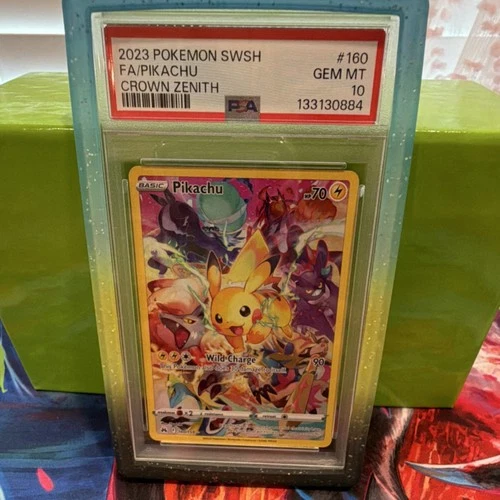 2023 POKEMON SWSH #160
FA/PIKACHU GEM MT
CROWN ZENITH 10
PSA 133130884
BASIC Pikachu HP 70
Wild Charge 90
×2